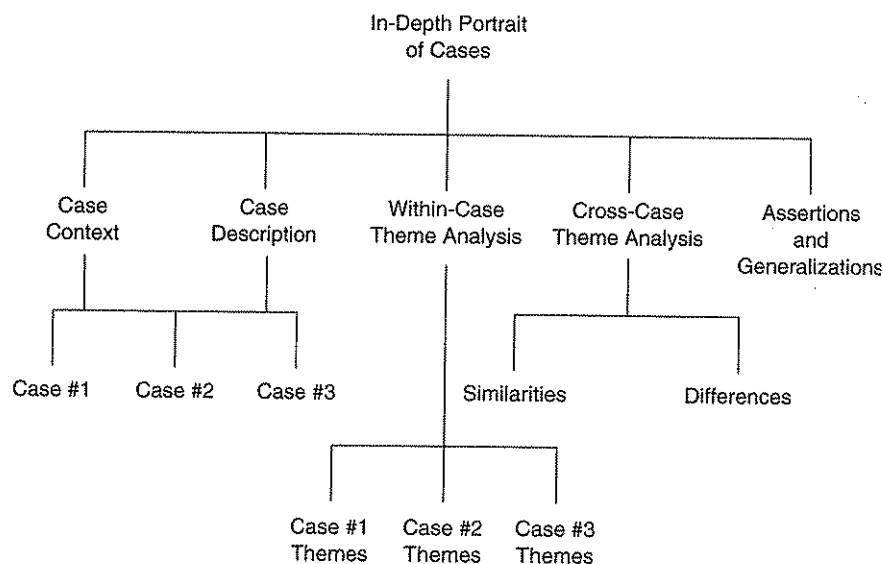 In-Depth Portrait
of Cases
Case
Context
Case
Description
Within-Case
Theme Analysis
Cross-Case
Theme Analysis
Assertions
and
Generalizations
Case #1
Case #2
Case #3
Similarities
Differences
Case #1
Themes
Case #2
Themes
Case #3
Themes